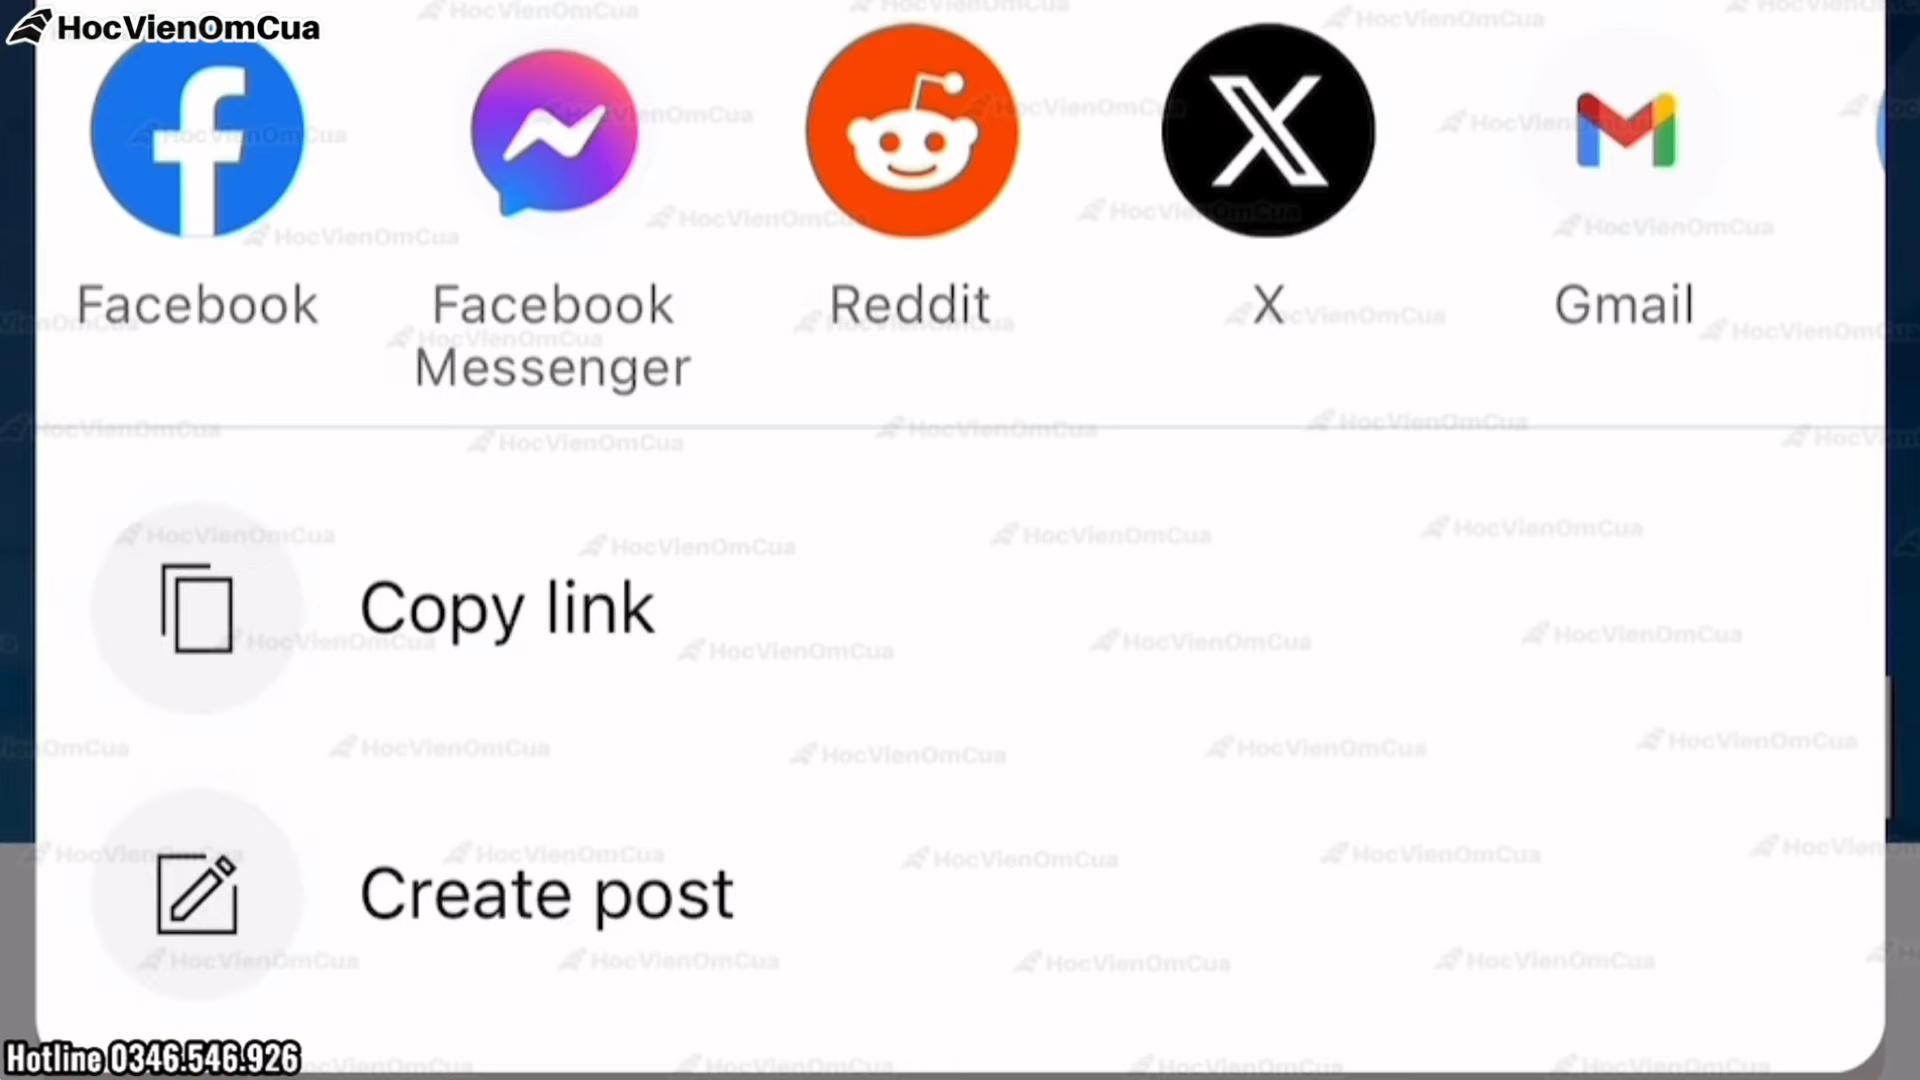 HocVienOmCua
Facebook
Facebook
Messenger
Reddit
X
Gmail
Copy link
Create post
Hotline 0346.546.926